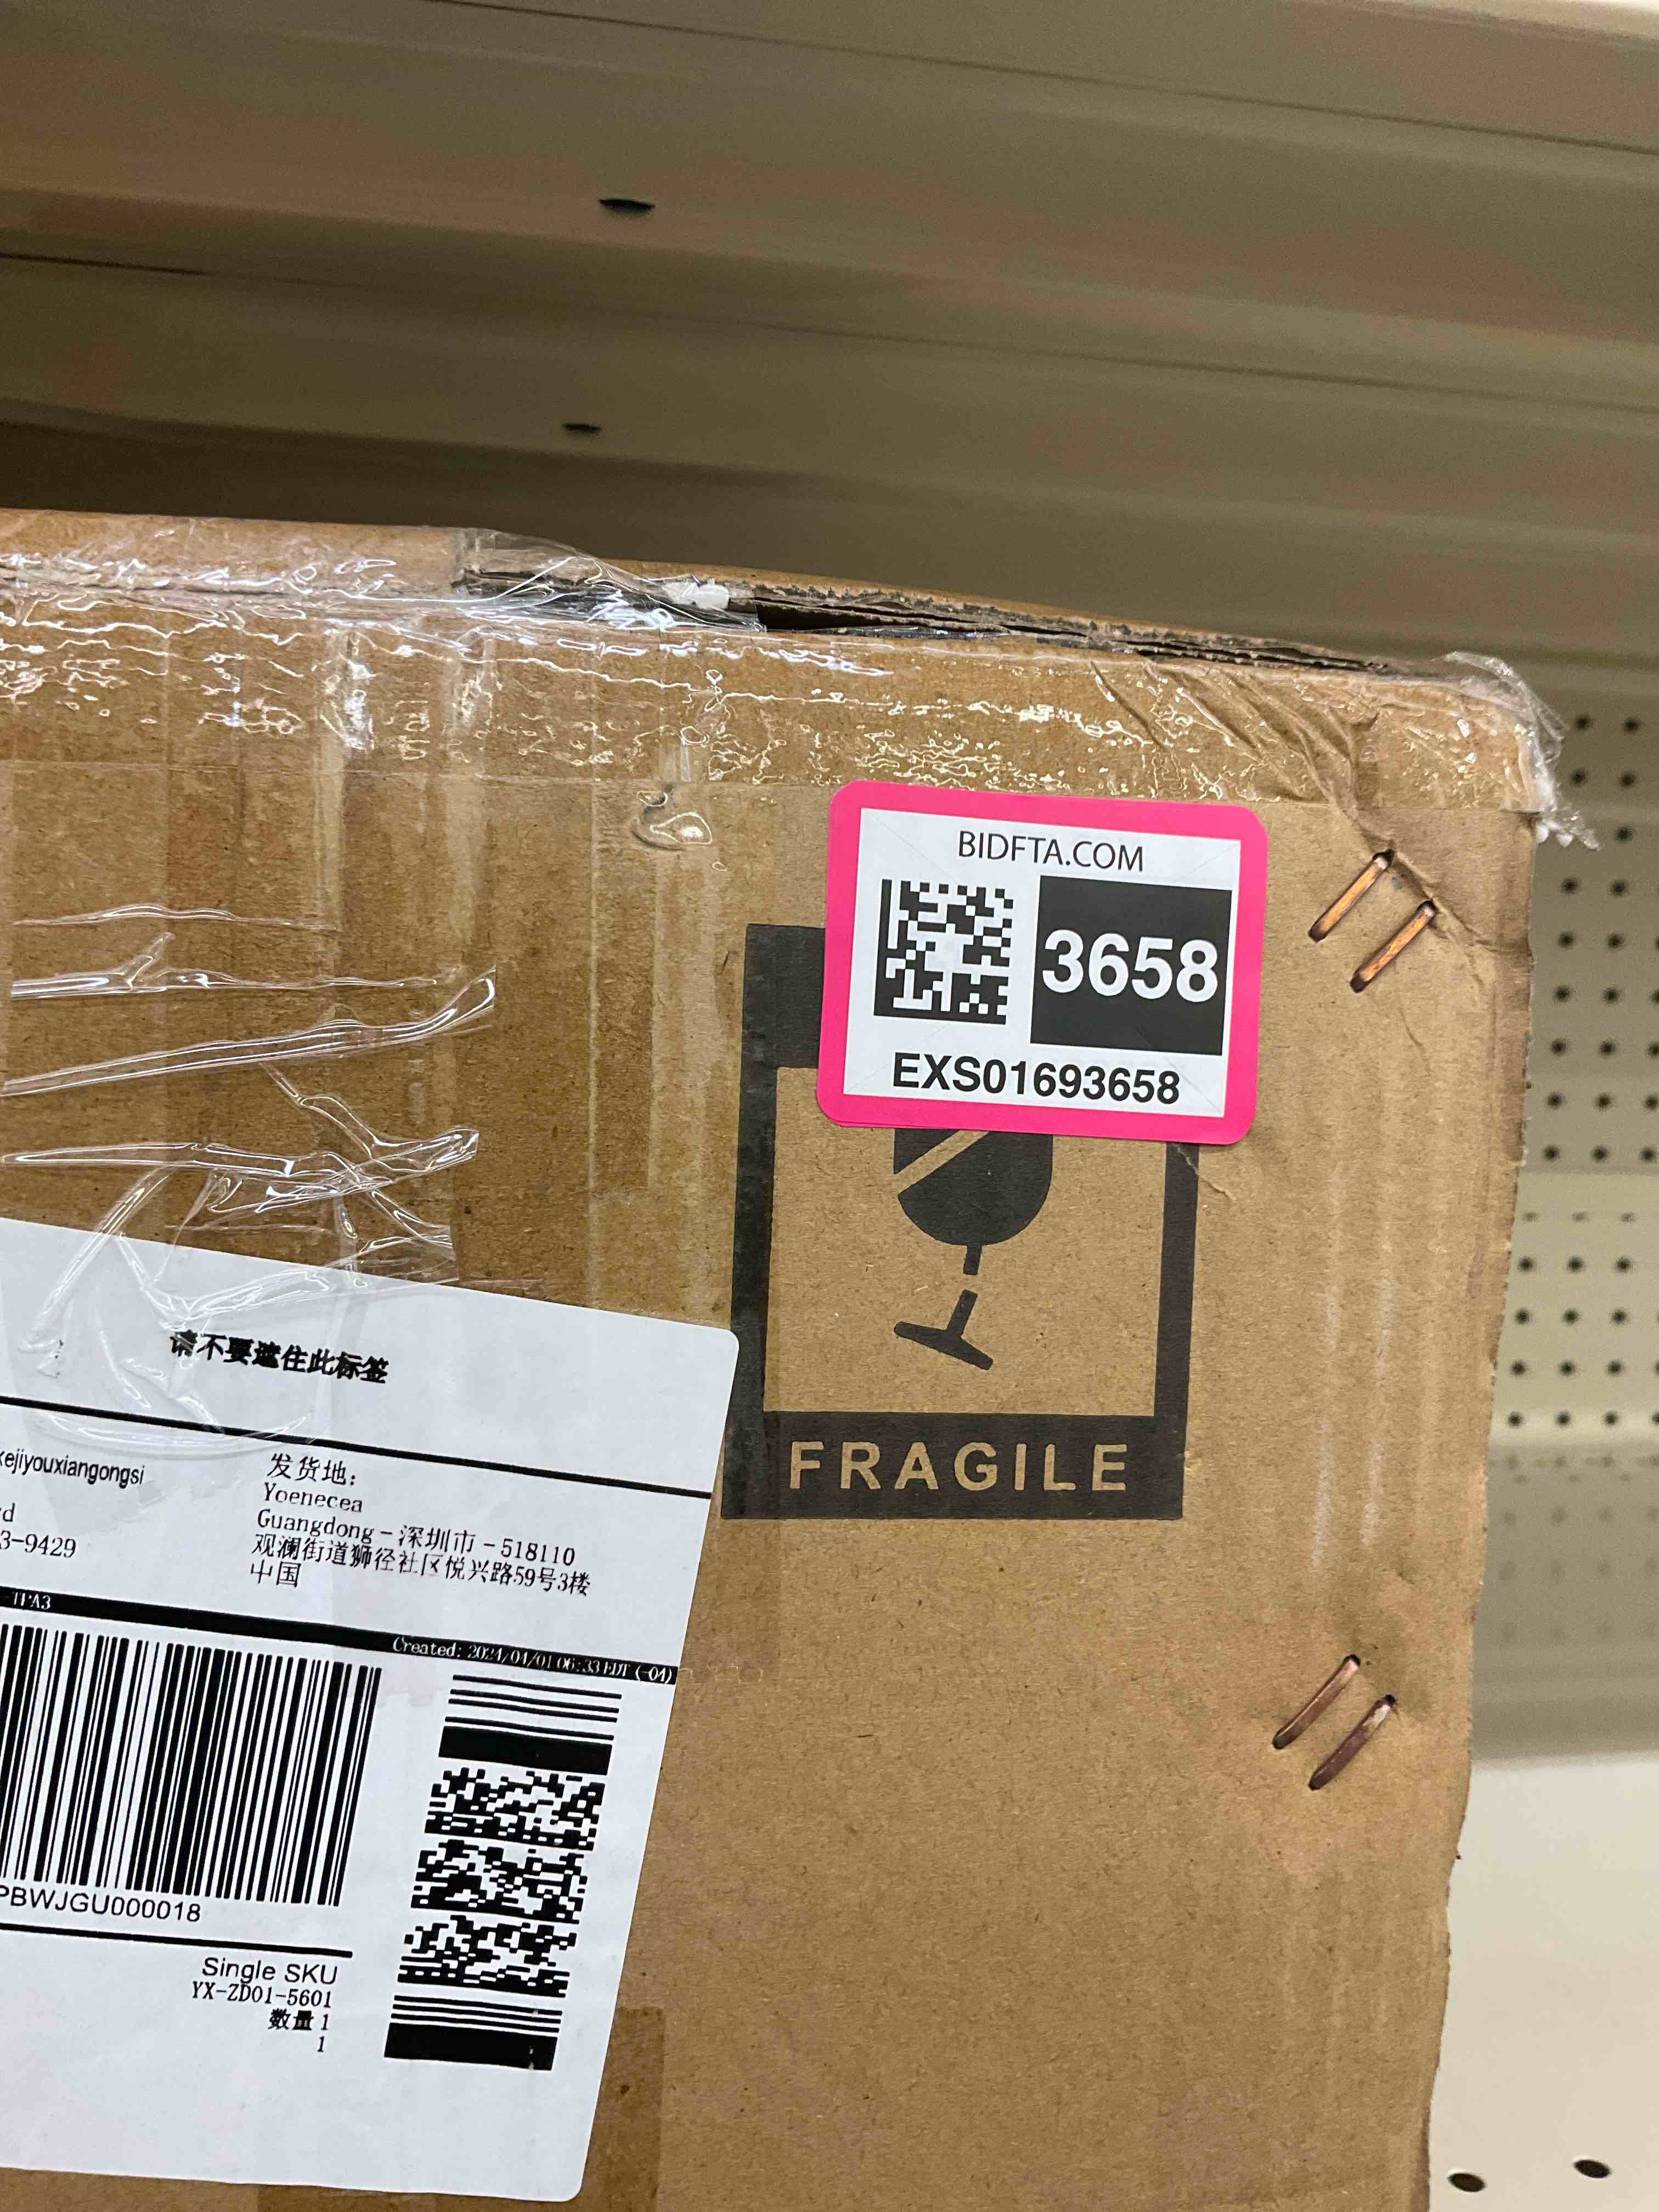 BIDFTA.COM
3658
EXS01693658
FRAGILE
请不要遮住此标签
kejiyouxiangongsi
3-9429
发货地:
Yoenecea
Guangdong - 深圳市 - 518110
观澜街道狮径社区悦兴路59号3楼
中国
TPA3
Created: 2024/04/01 06:33 EDT (-04)
PBWJGU000018
Single SKU
YX-ZD01-5601
数量 1
1